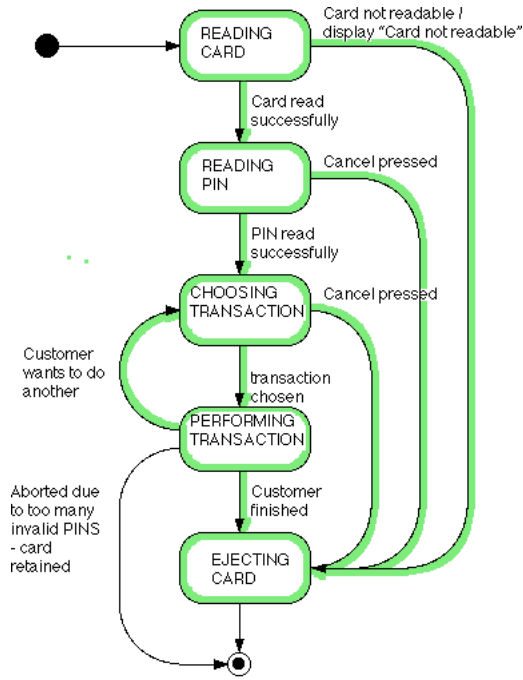 READING
CARD
Card not readable /
display “Card not readable”
Card read
successfully
READING
PIN
Cancel pressed
PIN read
successfully
CHOOSING
TRANSACTION
Cancel pressed
Customer
wants to do
another
transaction
chosen
PERFORMING
TRANSACTION
Aborted due
to too many
invalid PINS
- card
retained
Customer
finished
EJECTING
CARD